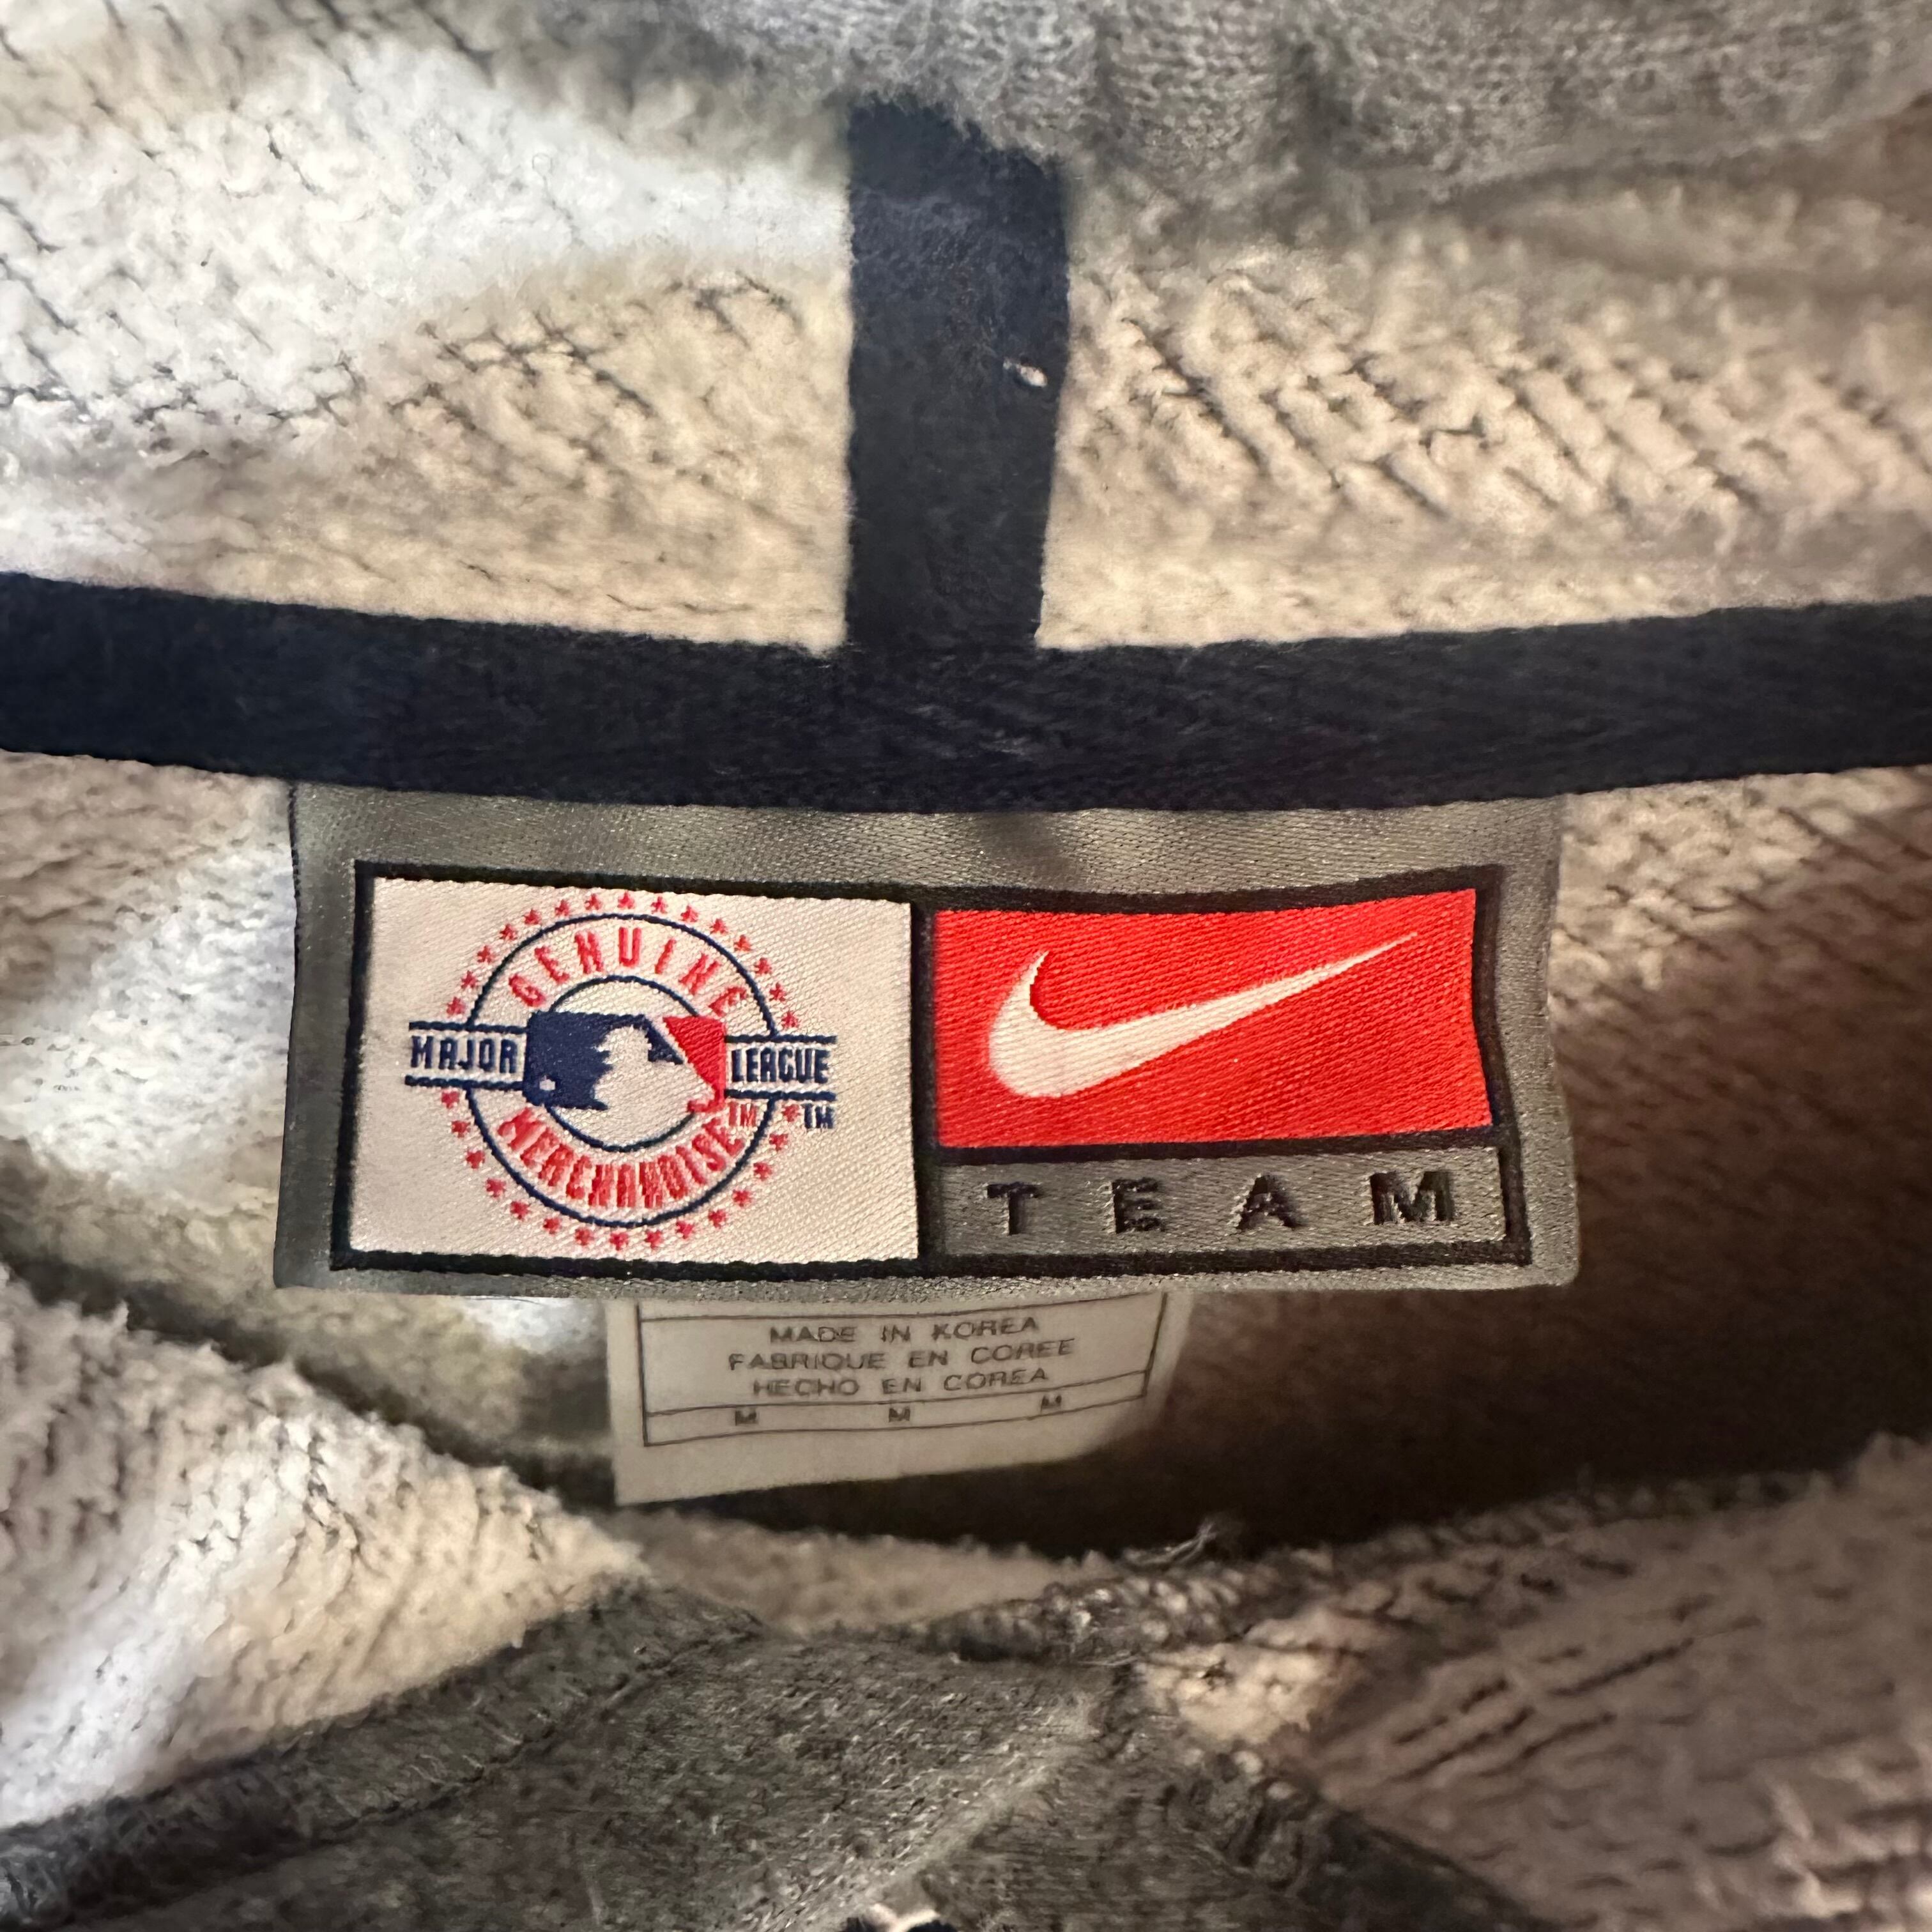 GENUINE
MAJOR LEAGUE
MERCHANDISE
TM TM
TEAM
MADE IN KOREA
FABRIQUE EN COREE
HECHO EN COREA
M M M